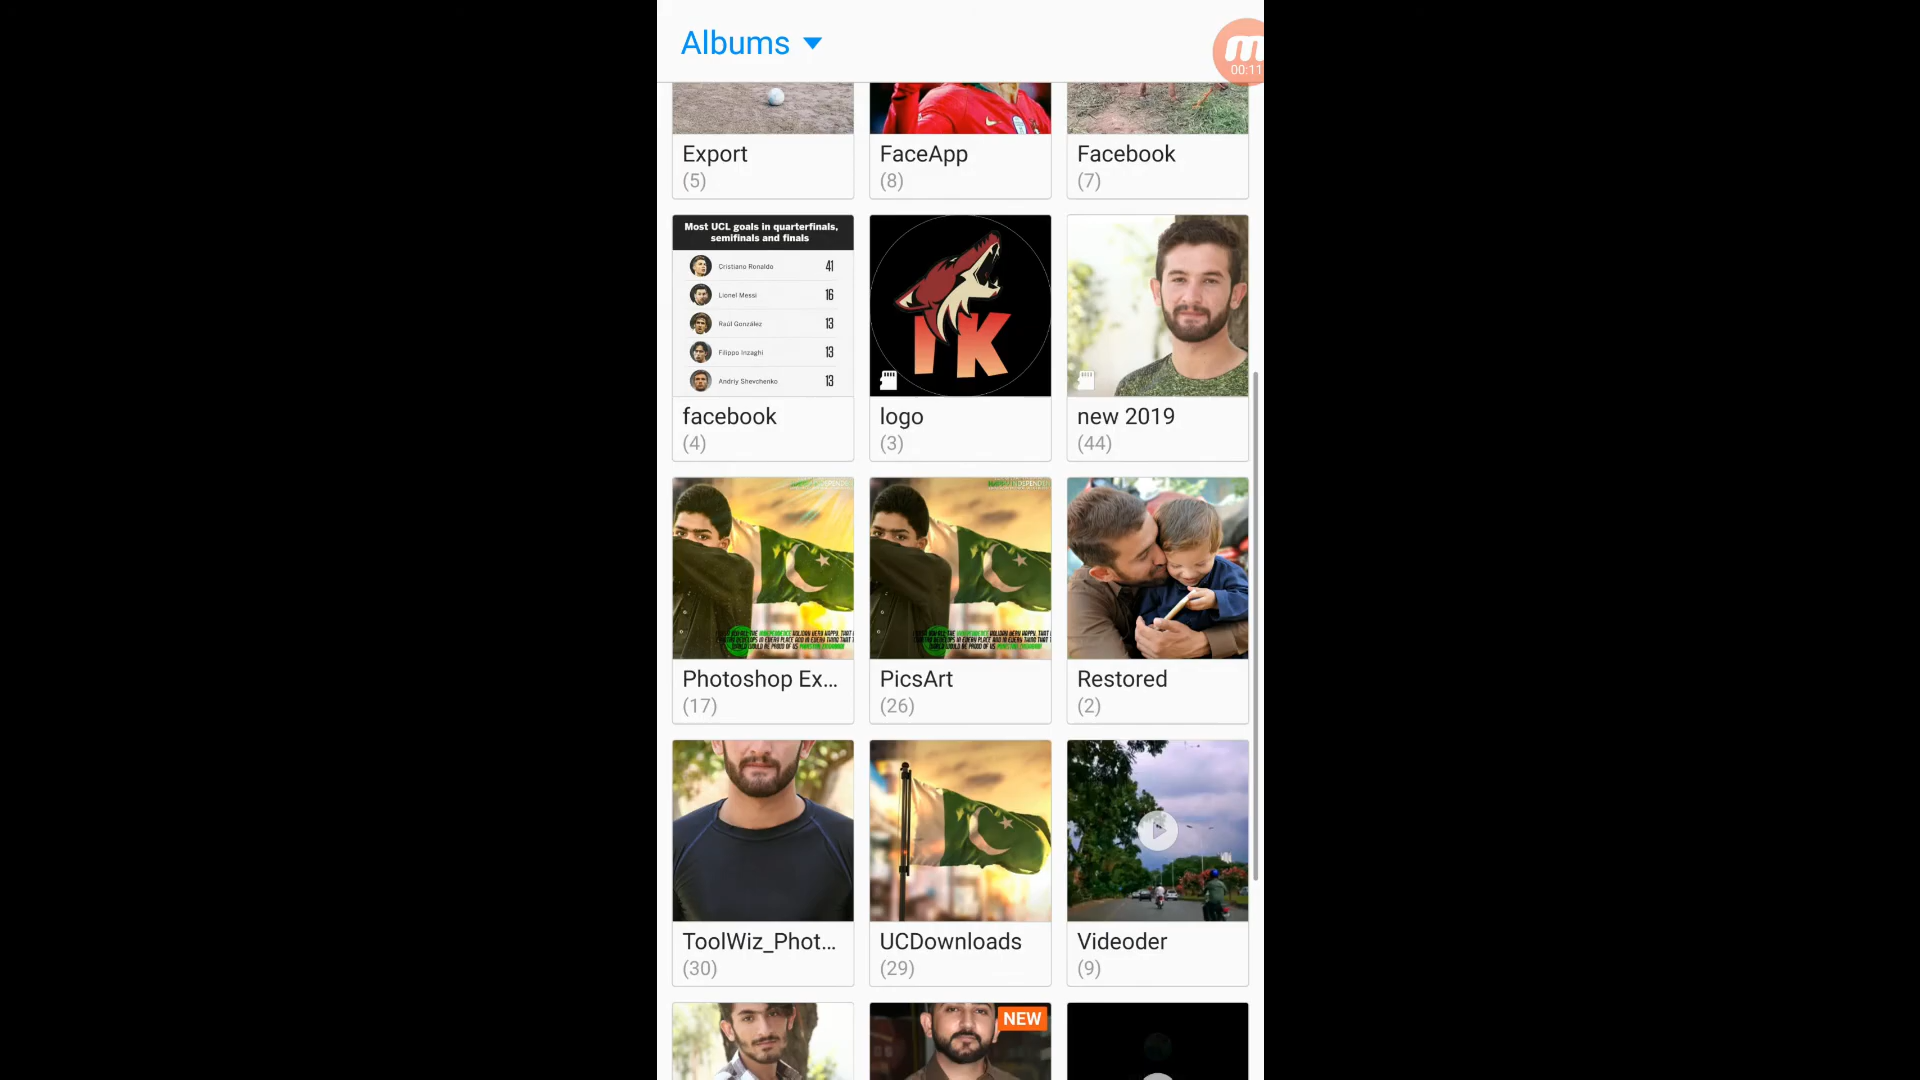 Albums
00:11
Export
(5)
FaceApp
(8)
Facebook
(7)
Most UCL goals in quarterfinals,
semifinals and finals
Cristiano Ronaldo 41
Lionel Messi 16
Raúl González 13
Filippo Inzaghi 13
Andriy Shevchenko 13
facebook
(4)
K
logo
(3)
new 2019
(44)
Photoshop Ex...
(17)
PicsArt
(26)
Restored
(2)
ToolWiz_Phot...
(30)
UCDownloads
(29)
Videoder
(9)
NEW